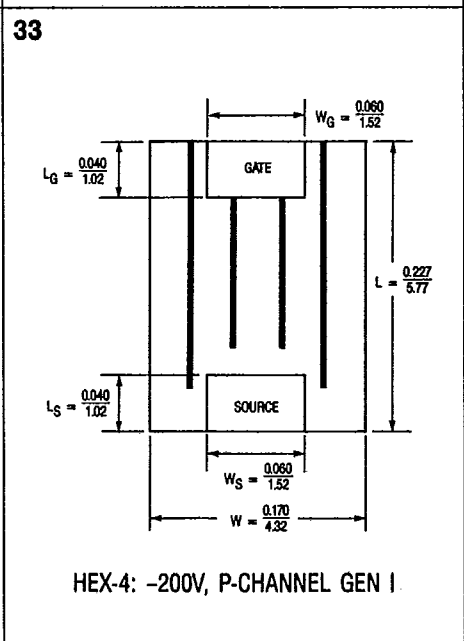 33
W_G = 0.060/1.52
L_G = 0.040/1.02
GATE
L = 0.227/5.77
L_S = 0.040/1.02
SOURCE
W_S = 0.060/1.52
W = 0.170/4.32
HEX-4: -200V, P-CHANNEL GEN I